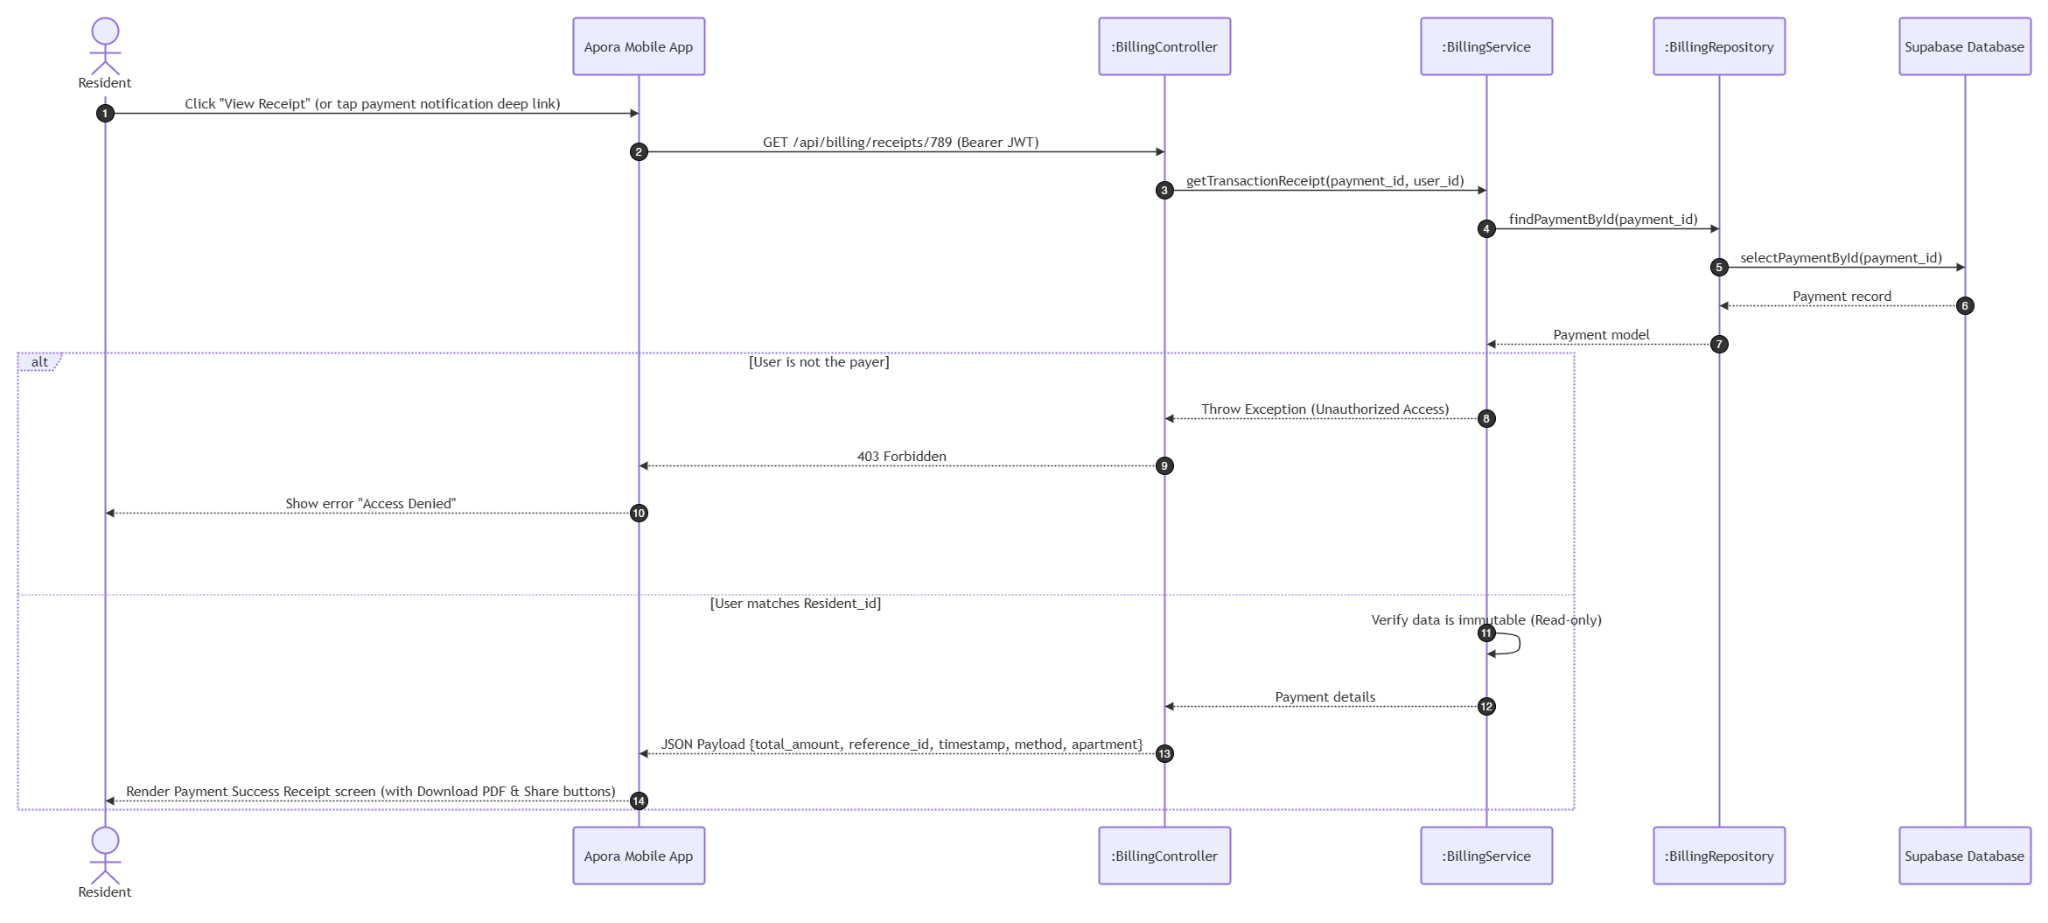 Resident
Apora Mobile App
:BillingController
:BillingService
:BillingRepository
Supabase Database
1
Click "View Receipt" (or tap payment notification deep link)
2
GET /api/billing/receipts/789 (Bearer JWT)
3
getTransactionReceipt(payment_id, user_id)
4
findPaymentById(payment_id)
5
selectPaymentById(payment_id)
Payment record
6
Payment model
7
alt
[User is not the payer]
Throw Exception (Unauthorized Access)
8
403 Forbidden
9
Show error "Access Denied"
10
[User matches Resident_id]
Verify data is immutable (Read-only)
11
Payment details
12
JSON Payload {total_amount, reference_id, timestamp, method, apartment}
13
Render Payment Success Receipt screen (with Download PDF & Share buttons)
14
Resident
Apora Mobile App
:BillingController
:BillingService
:BillingRepository
Supabase Database